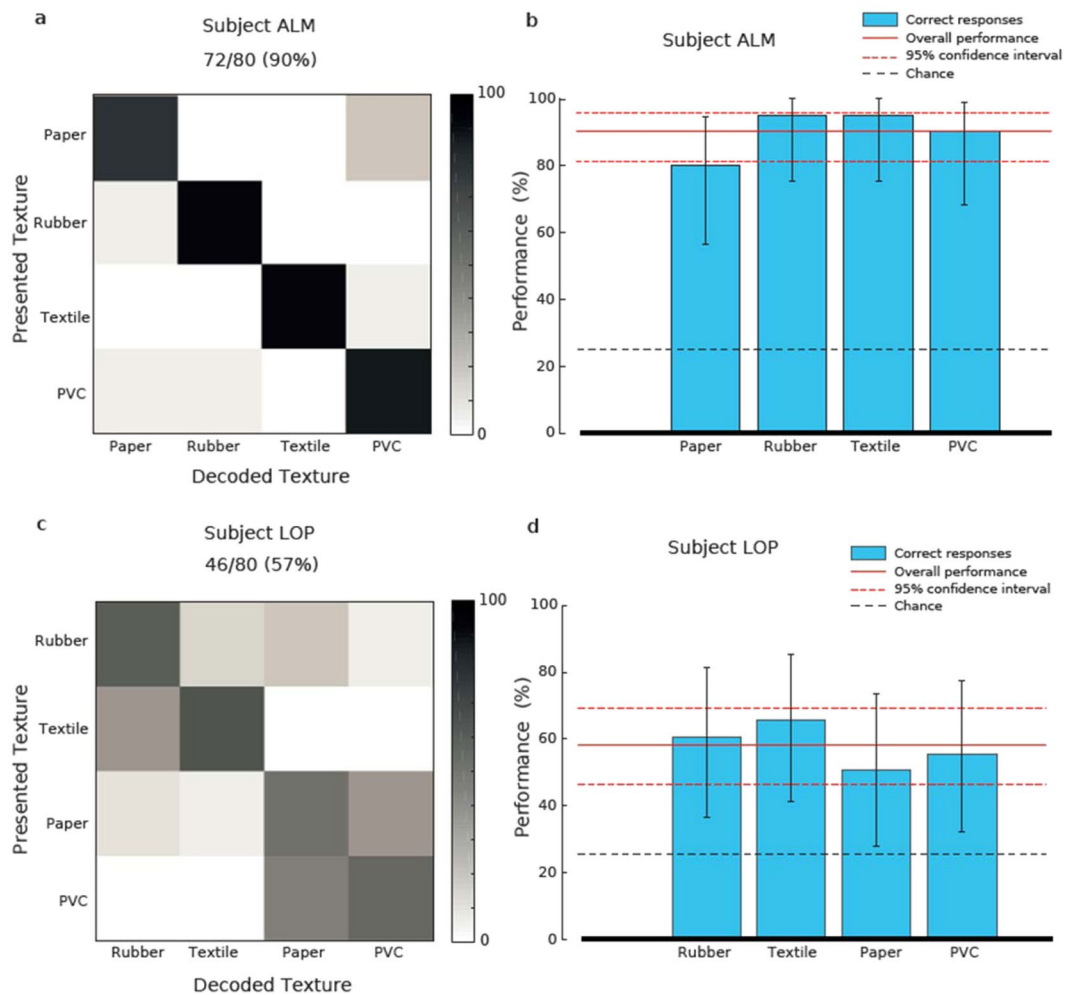 a
Subject ALM
72/80 (90%)
Presented Texture
Paper
Rubber
Textile
PVC
Paper Rubber Textile PVC
Decoded Texture
100
0
b
Subject ALM
Correct responses
Overall performance
95% confidence interval
Chance
Performance (%)
100
80
60
40
20
0
Paper Rubber Textile PVC
c
Subject LOP
46/80 (57%)
Presented Texture
Rubber
Textile
Paper
PVC
Rubber Textile Paper PVC
Decoded Texture
100
0
d
Subject LOP
Correct responses
Overall performance
95% confidence interval
Chance
Performance (%)
100
80
60
40
20
0
Rubber Textile Paper PVC